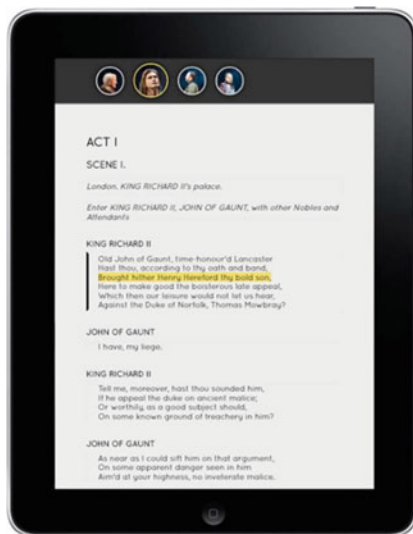 ACT I
SCENE I.
London. KING RICHARD II's palace.
Enter KING RICHARD II, JOHN OF GAUNT, with other Nobles and
Attendants
KING RICHARD II
Old John of Gaunt, time-honour'd Lancaster
Hast thou, according to thy oath and band,
Brought hither Henry Hereford thy bold son,
Here to make good the boisterous late appeal,
Which then our leisure would not let us hear,
Against the Duke of Norfolk, Thomas Mowbray?
JOHN OF GAUNT
I have, my liege.
KING RICHARD II
Tell me, moreover, hast thou sounded him,
If he appeal the duke on ancient malice;
Or worthily, as a good subject should,
On some known ground of treachery in him?
JOHN OF GAUNT
As near as I could sift him on that argument,
On some apparent danger seen in him
Aim'd at your highness, no inveterate malice.